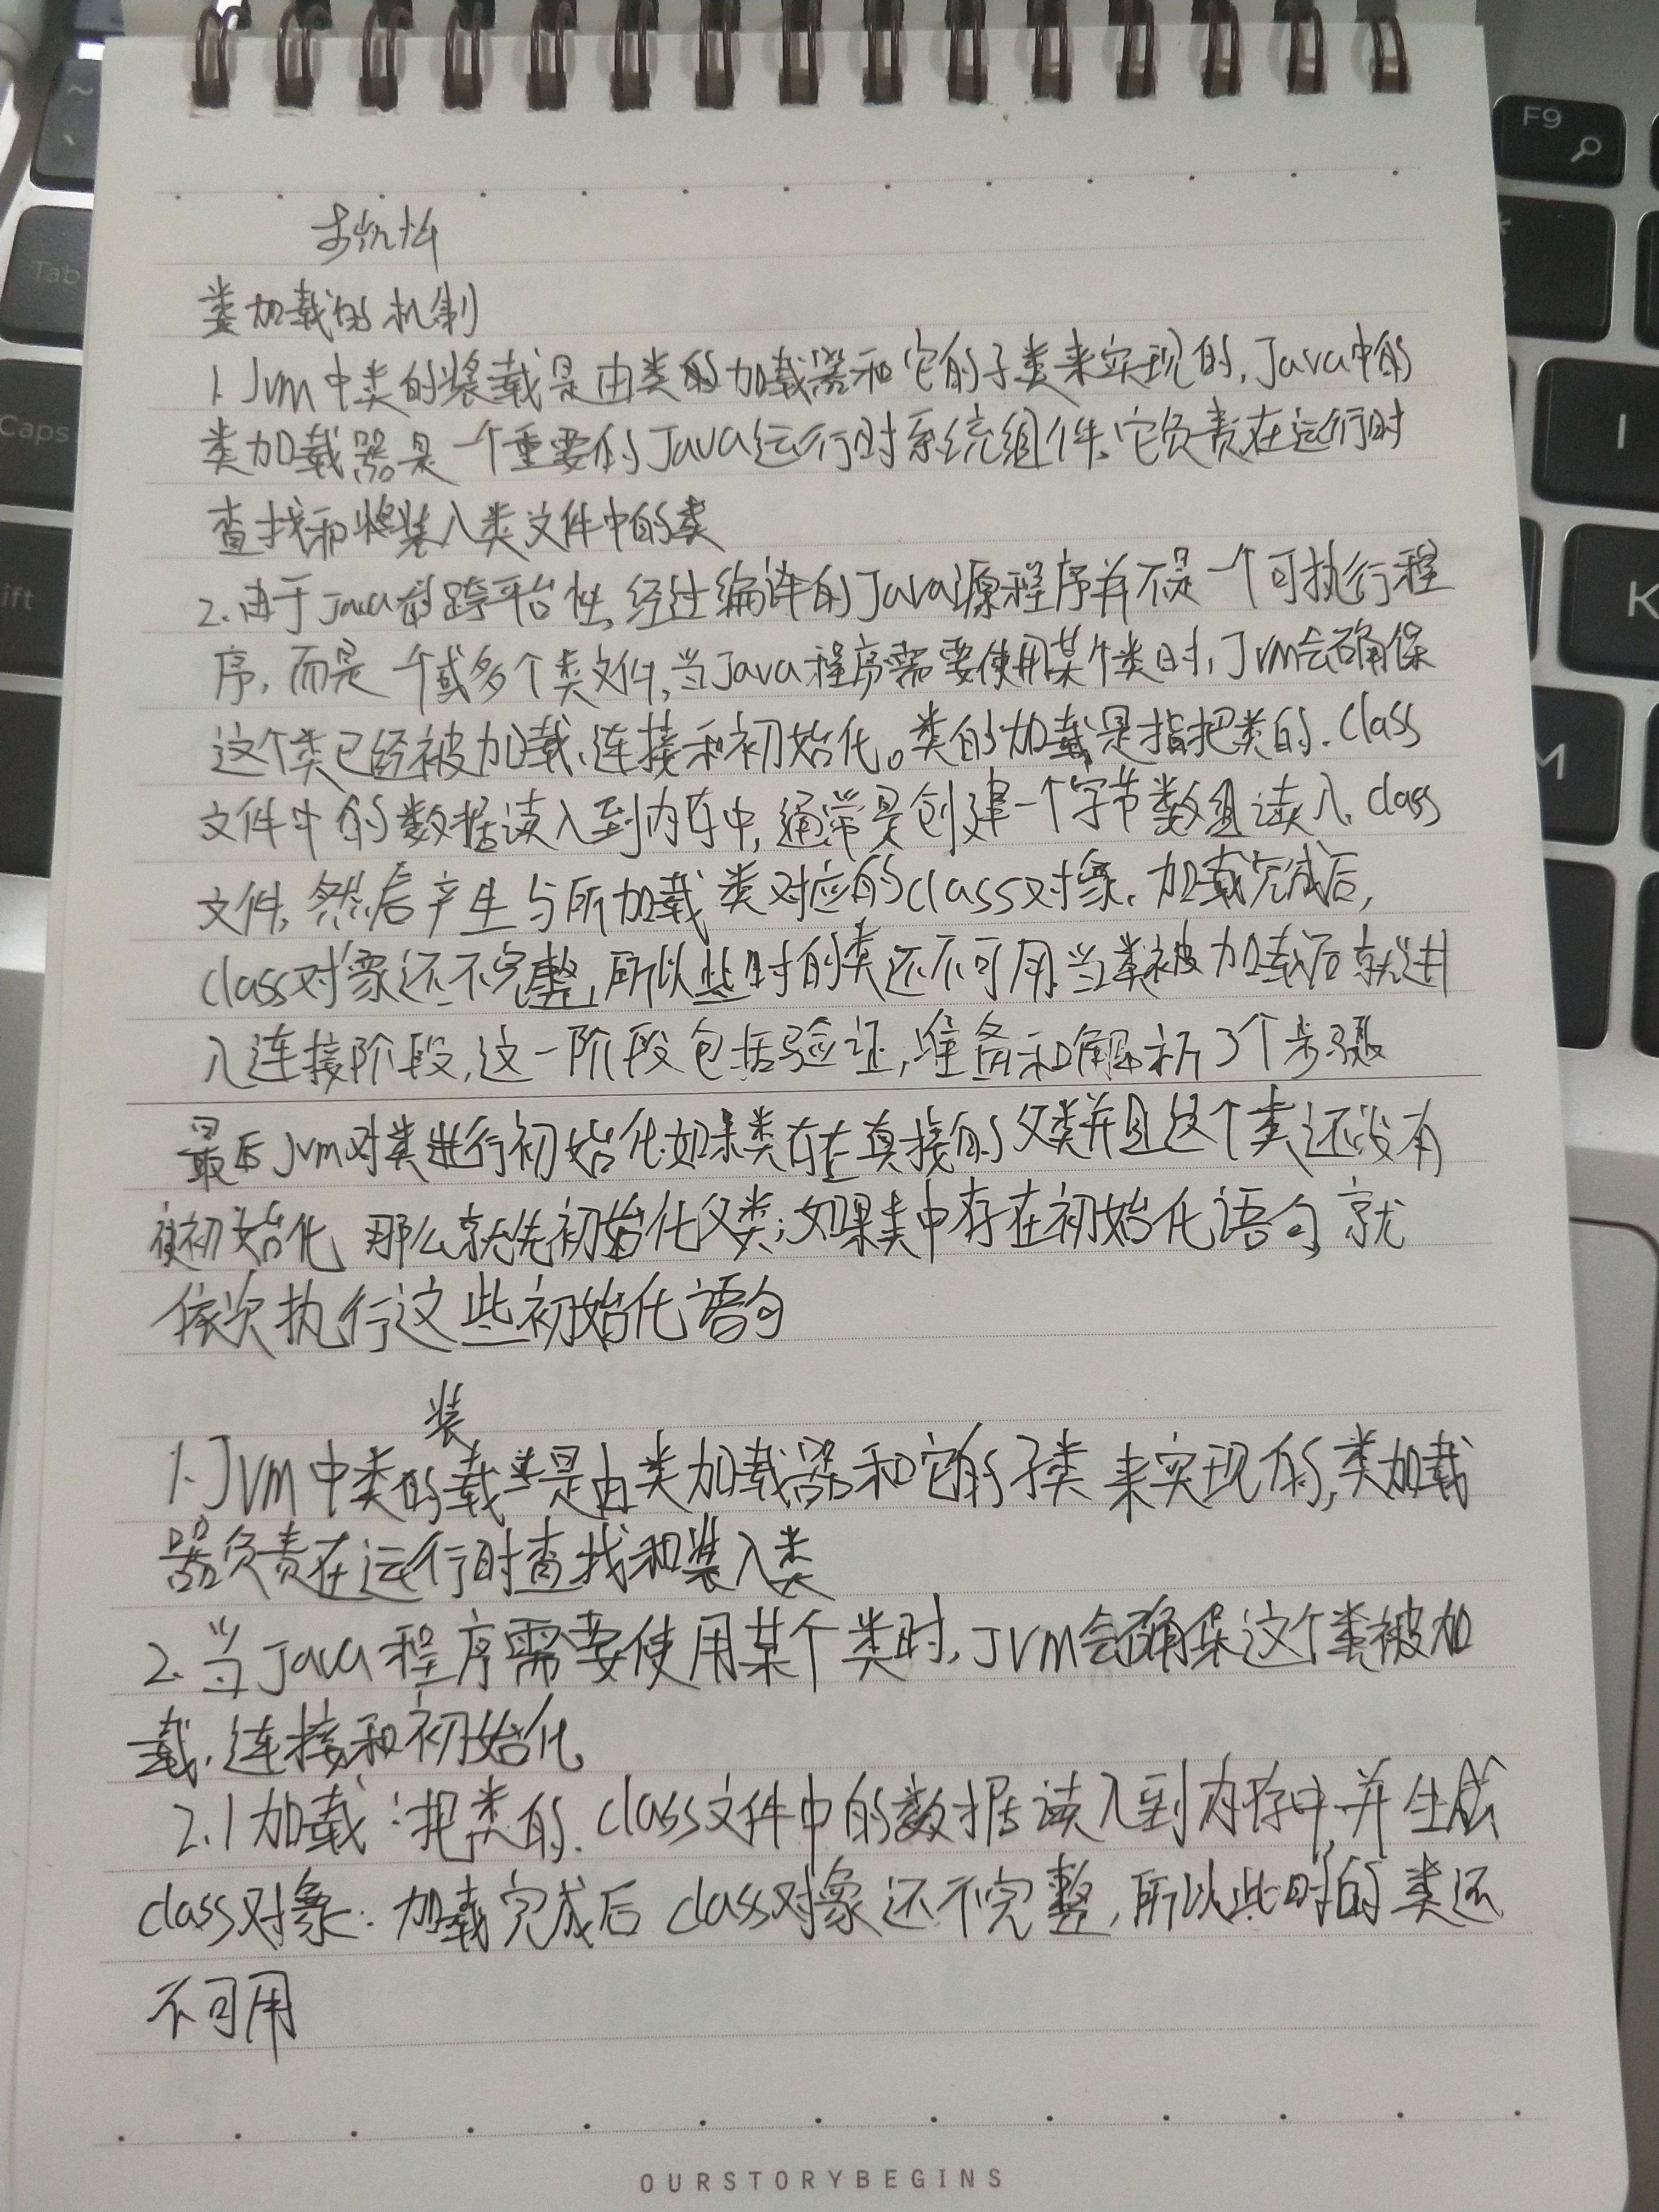 类加载的机制
1.Jvm中类的装载是由类的加载器和它的子类来实现的,Java中的
类加载器是一个重要的Java运行时系统组件,它负责在运行时
查找和装入类文件中的类
2.由于Java的跨平台性,经过编译的Java源程序并不是一个可执行程
序,而是一个或多个类文件,当Java程序需要使用某个类时,Jvm会确保
这个类已经被加载、连接和初始化。类的加载是指把类的.class
文件中的数据读入到内存中,通常是创建一个字节数组读入.class
文件,然后产生与所加载类对应的class对象.加载完成后,
class对象还不完整,所以此时的类还不可用.当类被加载后就进
入连接阶段,这一阶段包括验证,准备和解析3个步骤
最后Jvm对类进行初始化.如果类存在直接的父类并且这个类还没有
被初始化 那么就先初始化父类;如果类中存在初始化语句,就
依次执行这些初始化语句
装
1.JVM中类的载是由类加载器和它的子类来实现的,类加载
器负责在运行时查找和装入类
2.当Java程序需要使用某个类时,JVM会确保这个类被加
载.连接和初始化
2.1加载:把类的.class文件中的数据读入到内存中,并生成
class对象.加载完成后class对象还不完整,所以此时的类还
不可用
OURSTORYBEGINS
~
、
Tab
Caps
ift
F9
I
K
M